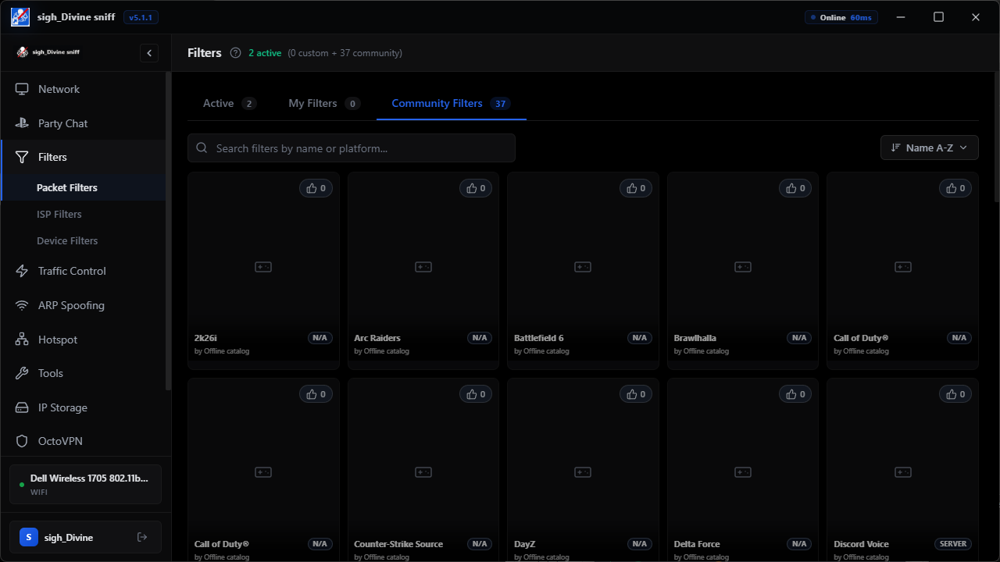 sigh_Divine sniff v5.1.1
Online 60ms
sigh_Divine sniff
Filters 2 active (0 custom + 37 community)
Network
Party Chat
Filters
Packet Filters
ISP Filters
Device Filters
Traffic Control
ARP Spoofing
Hotspot
Tools
IP Storage
OctoVPN
Dell Wireless 1705 802.11b...
WIFI
S sigh_Divine
Active 2 My Filters 0 Community Filters 37
Search filters by name or platform...
Name A-Z
0 0 0 0 0
2k26i N/A Arc Raiders N/A Battlefield 6 N/A Brawlhalla N/A Call of Duty® N/A
by Offline catalog by Offline catalog by Offline catalog by Offline catalog by Offline catalog
0 0 0 0 0
Call of Duty® N/A Counter-Strike Source N/A DayZ N/A Delta Force N/A Discord Voice SERVER
by Offline catalog by Offline catalog by Offline catalog by Offline catalog by Offline catalog